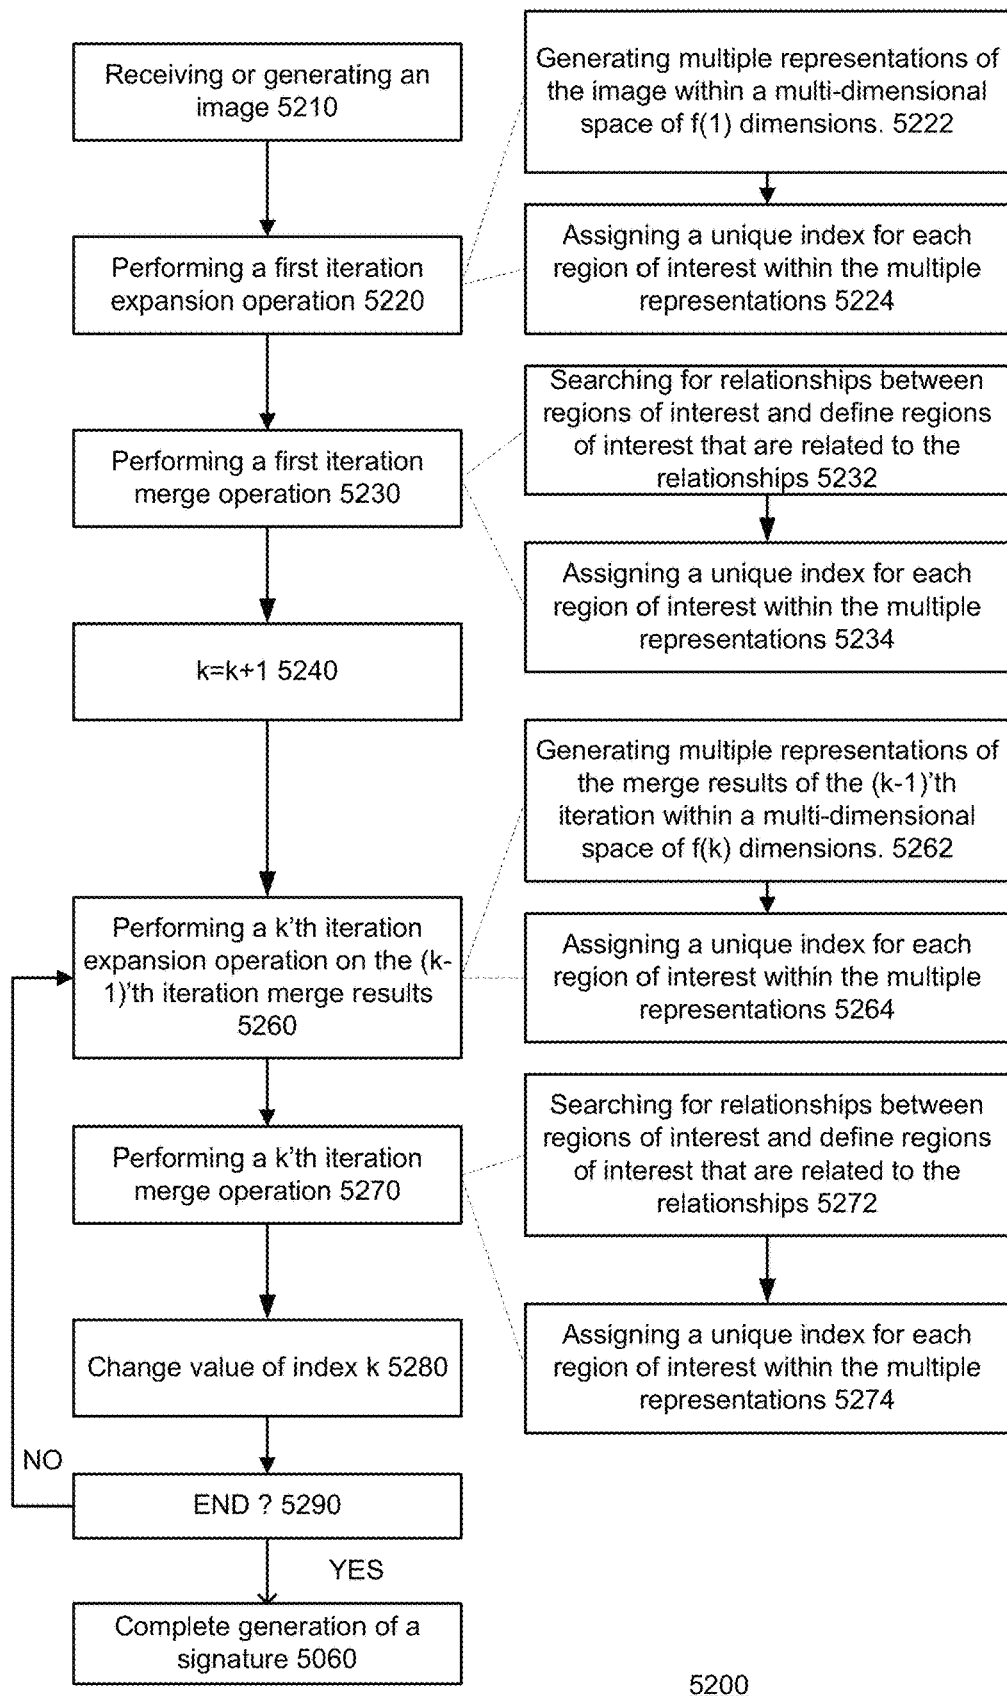 Receiving or generating an
image 5210
Generating multiple representations of
the image within a multi-dimensional
space of f(1) dimensions. 5222
Performing a first iteration
expansion operation 5220
Assigning a unique index for each
region of interest within the multiple
representations 5224
Performing a first iteration
merge operation 5230
Searching for relationships between
regions of interest and define regions
of interest that are related to the
relationships 5232
Assigning a unique index for each
region of interest within the multiple
representations 5234
k=k+1 5240
Generating multiple representations of
the merge results of the (k-1)'th
iteration within a multi-dimensional
space of f(k) dimensions. 5262
Performing a k'th iteration
expansion operation on the (k-
1)'th iteration merge results
5260
Assigning a unique index for each
region of interest within the multiple
representations 5264
Performing a k'th iteration
merge operation 5270
Searching for relationships between
regions of interest and define regions
of interest that are related to the
relationships 5272
Assigning a unique index for each
region of interest within the multiple
representations 5274
Change value of index k 5280
NO
END ? 5290
YES
Complete generation of a
signature 5060
5200